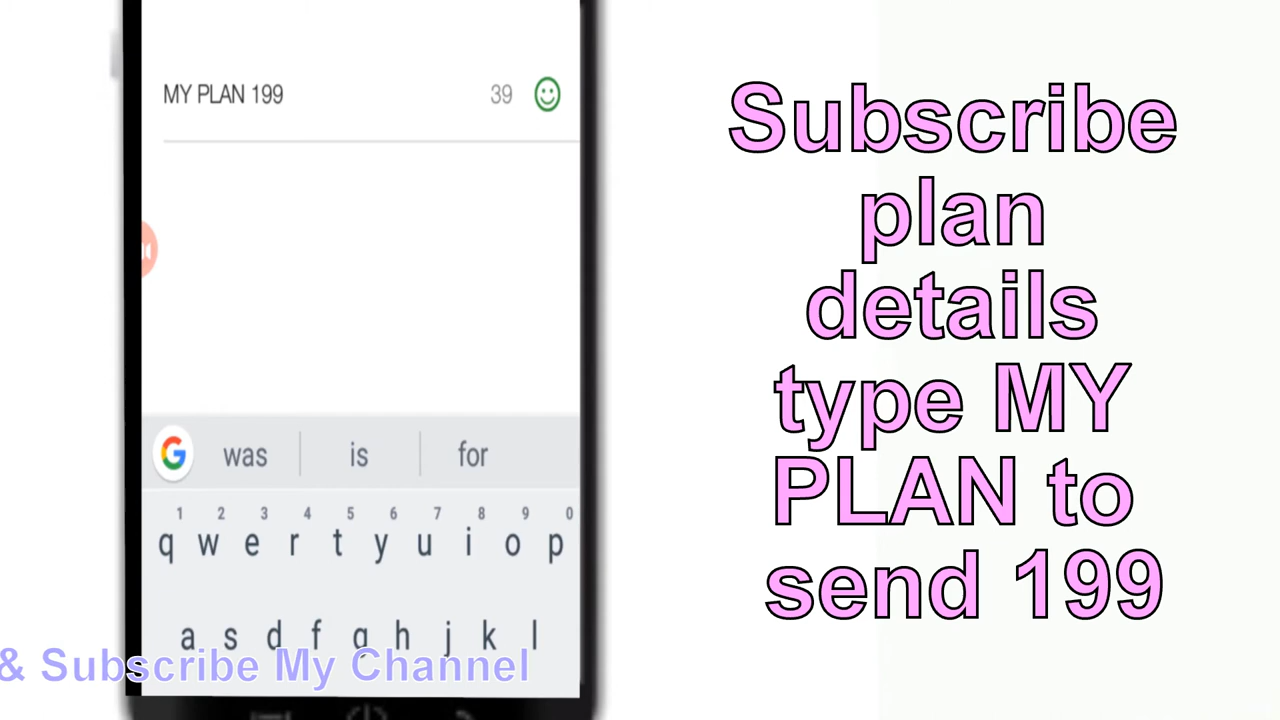 MY PLAN 199 39
Subscribe
plan
details
type MY
PLAN to
send 199
G was is for
1 2 3 4 5 6 7 8 9 0
q w e r t y u i o p
a s d f g h j k l
& Subscribe My Channel